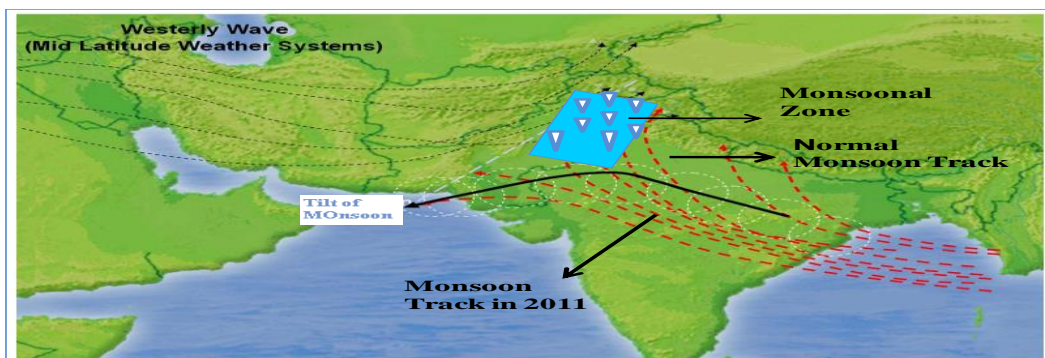 Westerly Wave
(Mid Latitude Weather Systems)
Monsoonal
Zone
Normal
Monsoon Track
Tilt of
MOnsoon
Monsoon
Track in 2011